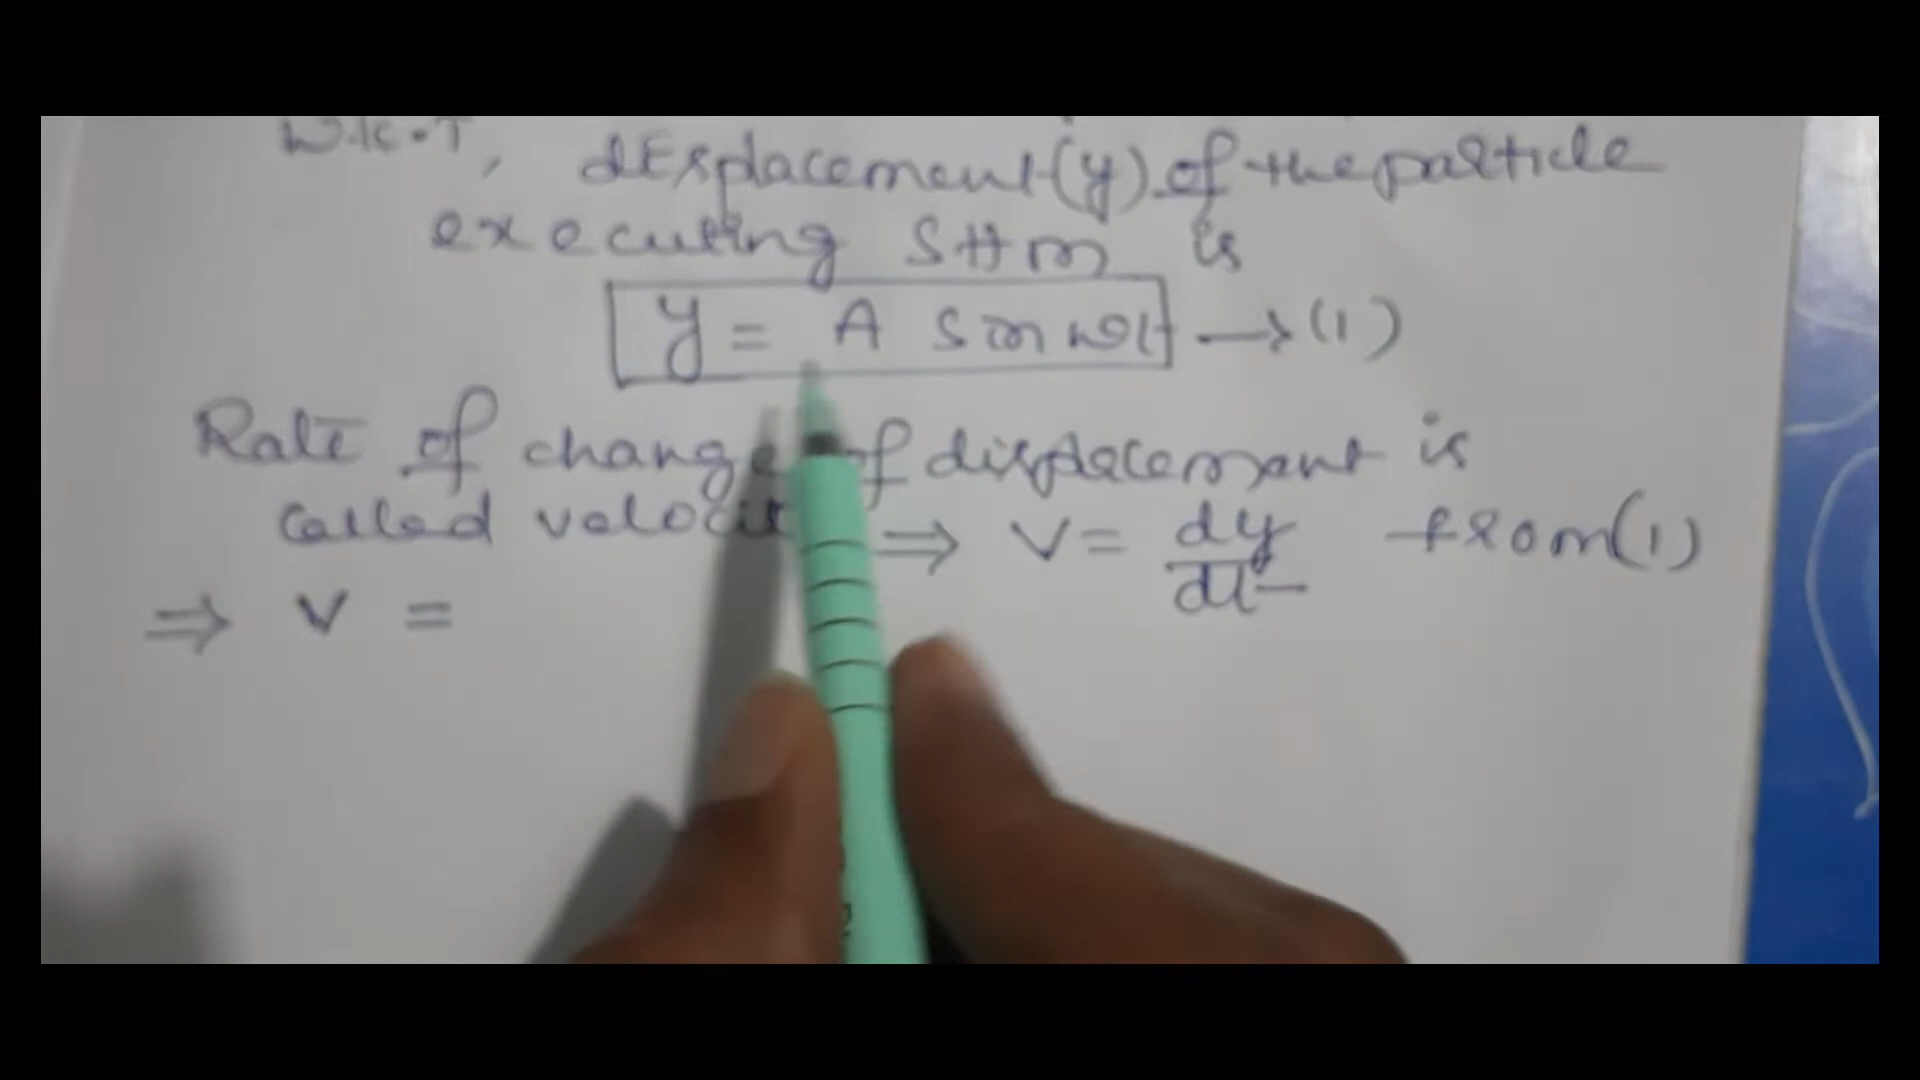 W.K.T, displacement (y) of the particle
executing SHM is
y = A sin ωt → (1)
Rate of change of displacement is
called velocit ⇒ V = dy/dt from (1)
⇒ V =